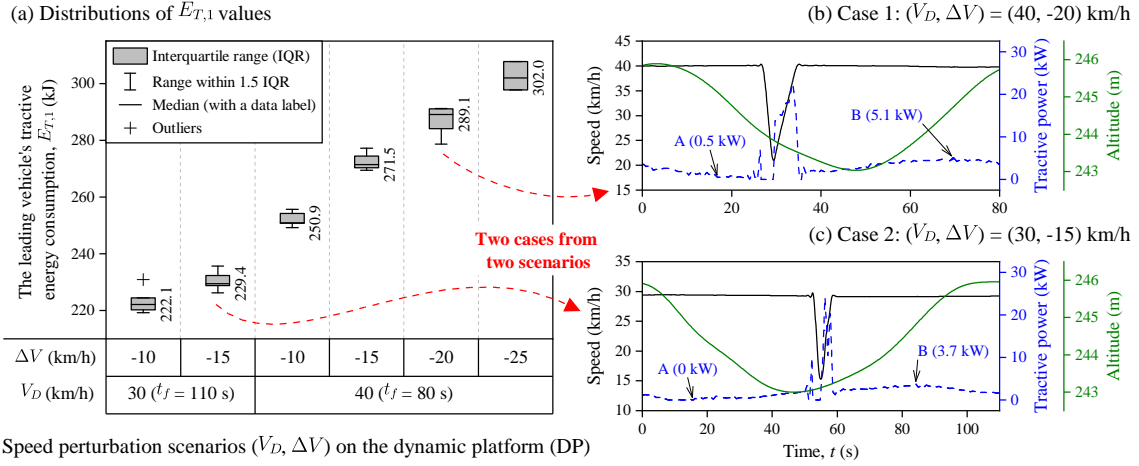 (a) Distributions of E_{T,1} values
The leading vehicle's tractive
energy consumption, E_{T,1} (kJ)
300
280
260
240
220
Interquartile range (IQR)
Range within 1.5 IQR
Median (with a data label)
Outliers
222.1
229.4
250.9
271.5
289.1
302.0
Two cases from
two scenarios
ΔV (km/h) -10 -15 -10 -15 -20 -25
V_D (km/h) 30 (t_f = 110 s) 40 (t_f = 80 s)
Speed perturbation scenarios (V_D, ΔV) on the dynamic platform (DP)
(b) Case 1: (V_D, ΔV) = (40, -20) km/h
Speed (km/h)
45
40
35
30
25
20
15
A (0.5 kW)
B (5.1 kW)
0 20 40 60 80
30
20
10
0
Tractive power (kW)
246
245
244
243
Altitude (m)
(c) Case 2: (V_D, ΔV) = (30, -15) km/h
Speed (km/h)
35
30
25
20
15
10
A (0 kW)
B (3.7 kW)
0 20 40 60 80 100
Time, t (s)
30
20
10
0
Tractive power (kW)
246
245
244
243
Altitude (m)